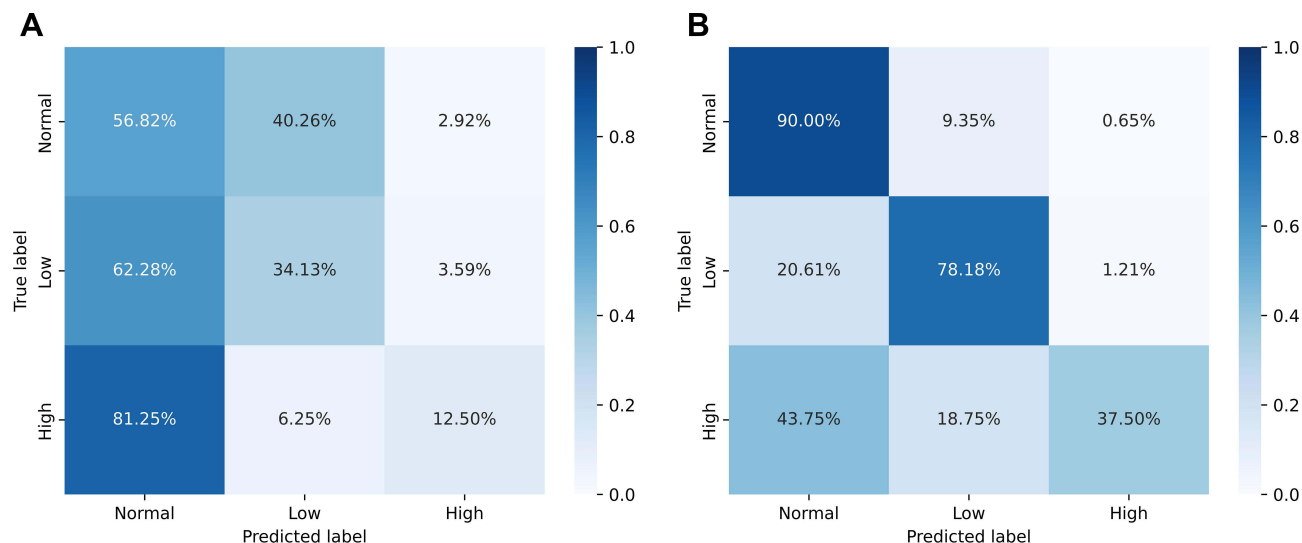 A
B
56.82% 40.26% 2.92%
62.28% 34.13% 3.59%
81.25% 6.25% 12.50%
Normal
Low
High
True label
Normal Low High
Predicted label
1.0
0.8
0.6
0.4
0.2
0.0
90.00% 9.35% 0.65%
20.61% 78.18% 1.21%
43.75% 18.75% 37.50%
Normal
Low
High
True label
Normal Low High
Predicted label
1.0
0.8
0.6
0.4
0.2
0.0